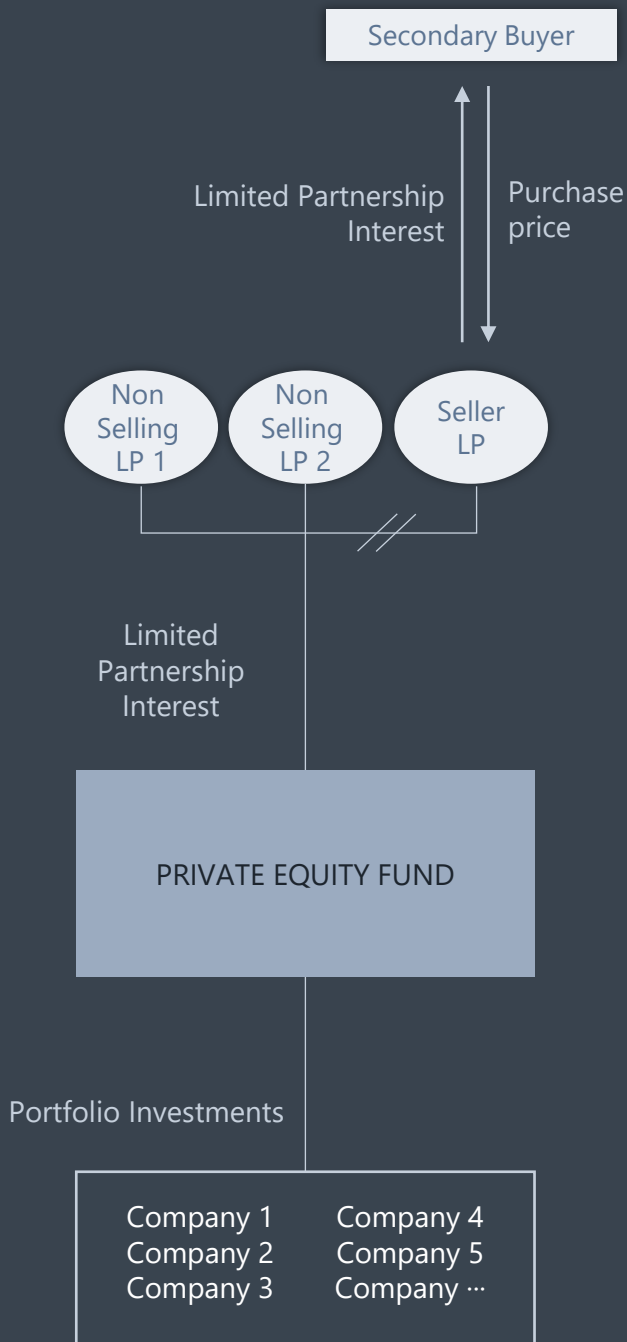 Secondary Buyer
Limited Partnership
Interest
Purchase
price
Non
Selling
LP 1
Non
Selling
LP 2
Seller
LP
Limited
Partnership
Interest
PRIVATE EQUITY FUND
Portfolio Investments
Company 1
Company 2
Company 3
Company 4
Company 5
Company ···